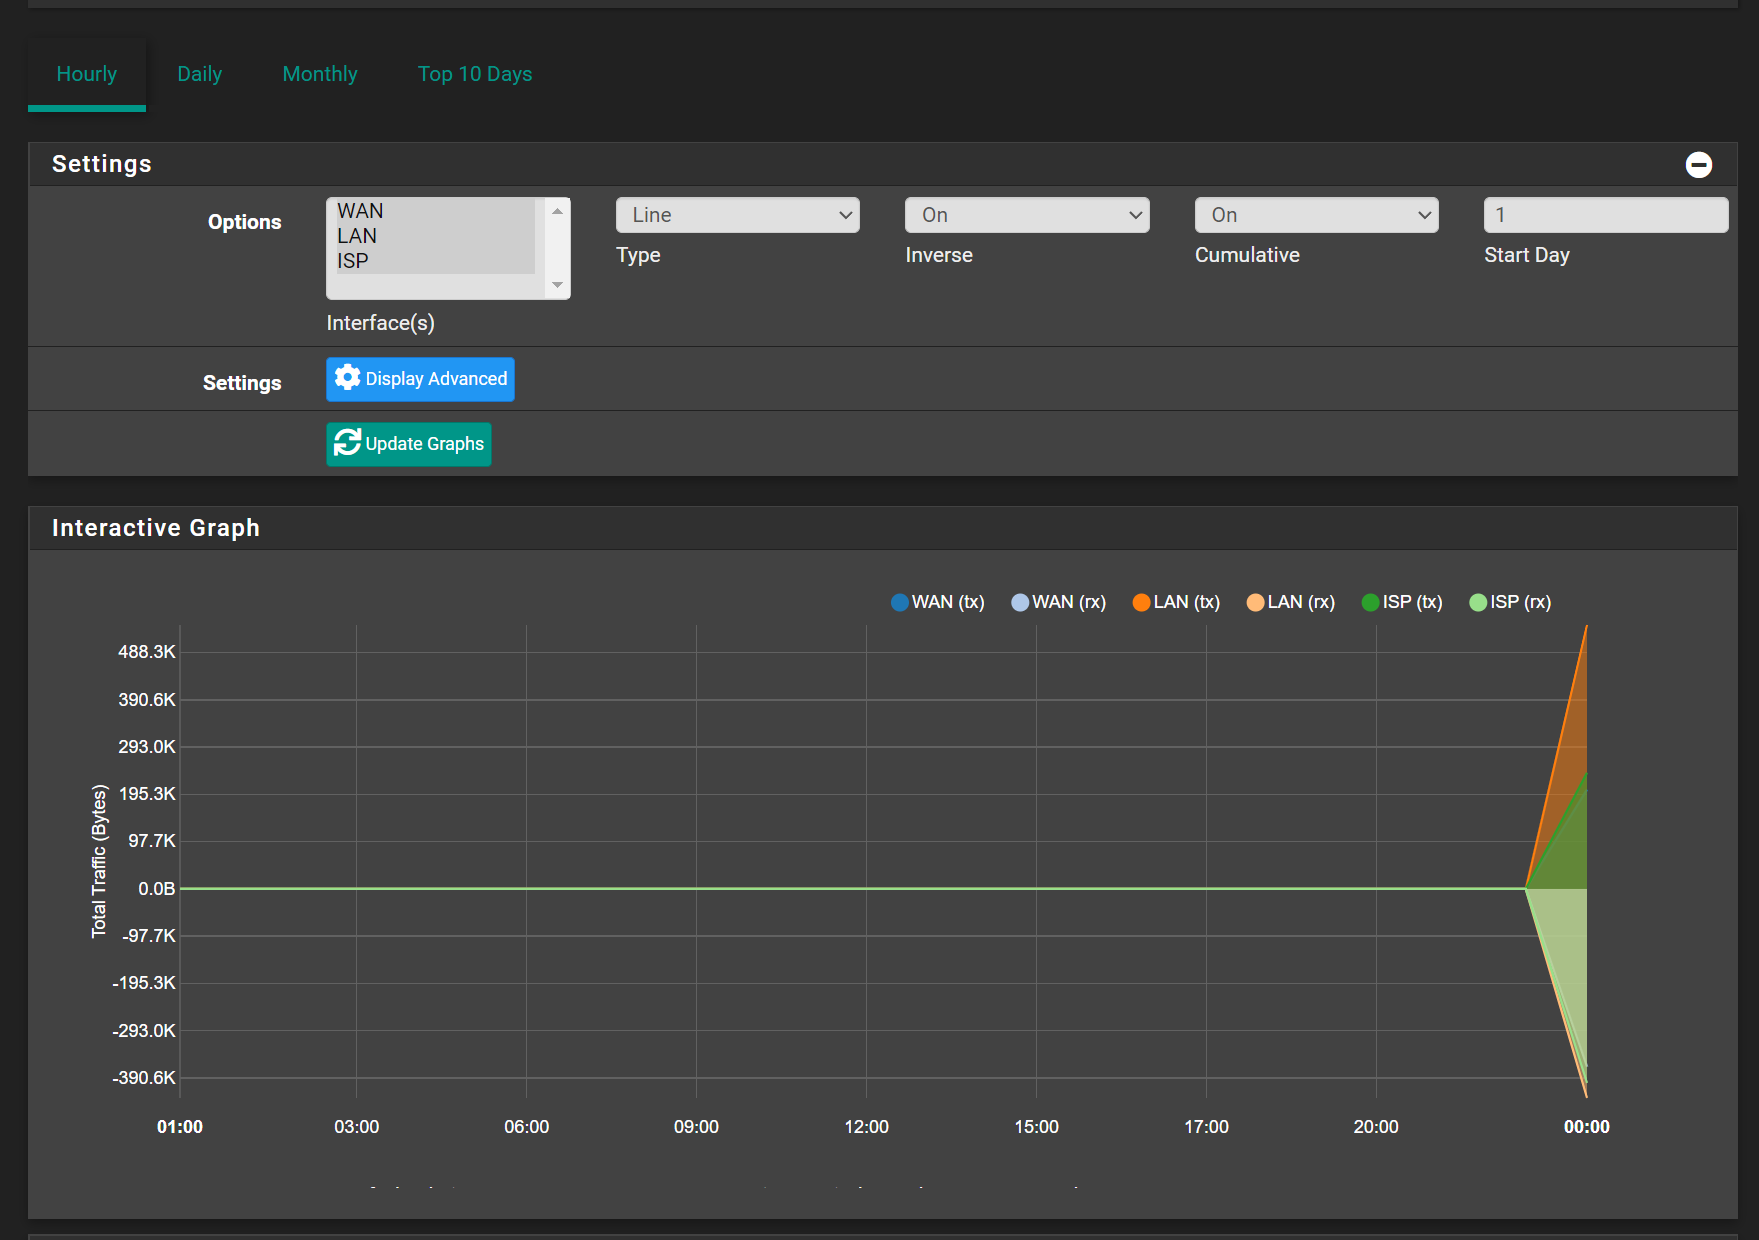 Hourly Daily Monthly Top 10 Days
Settings
Options
WAN
LAN
ISP
Interface(s)
Line
Type
On
Inverse
On
Cumulative
1
Start Day
Settings
Display Advanced
Update Graphs
Interactive Graph
WAN (tx) WAN (rx) LAN (tx) LAN (rx) ISP (tx) ISP (rx)
Total Traffic (Bytes)
488.3K
390.6K
293.0K
195.3K
97.7K
0.0B
-97.7K
-195.3K
-293.0K
-390.6K
01:00 03:00 06:00 09:00 12:00 15:00 17:00 20:00 00:00